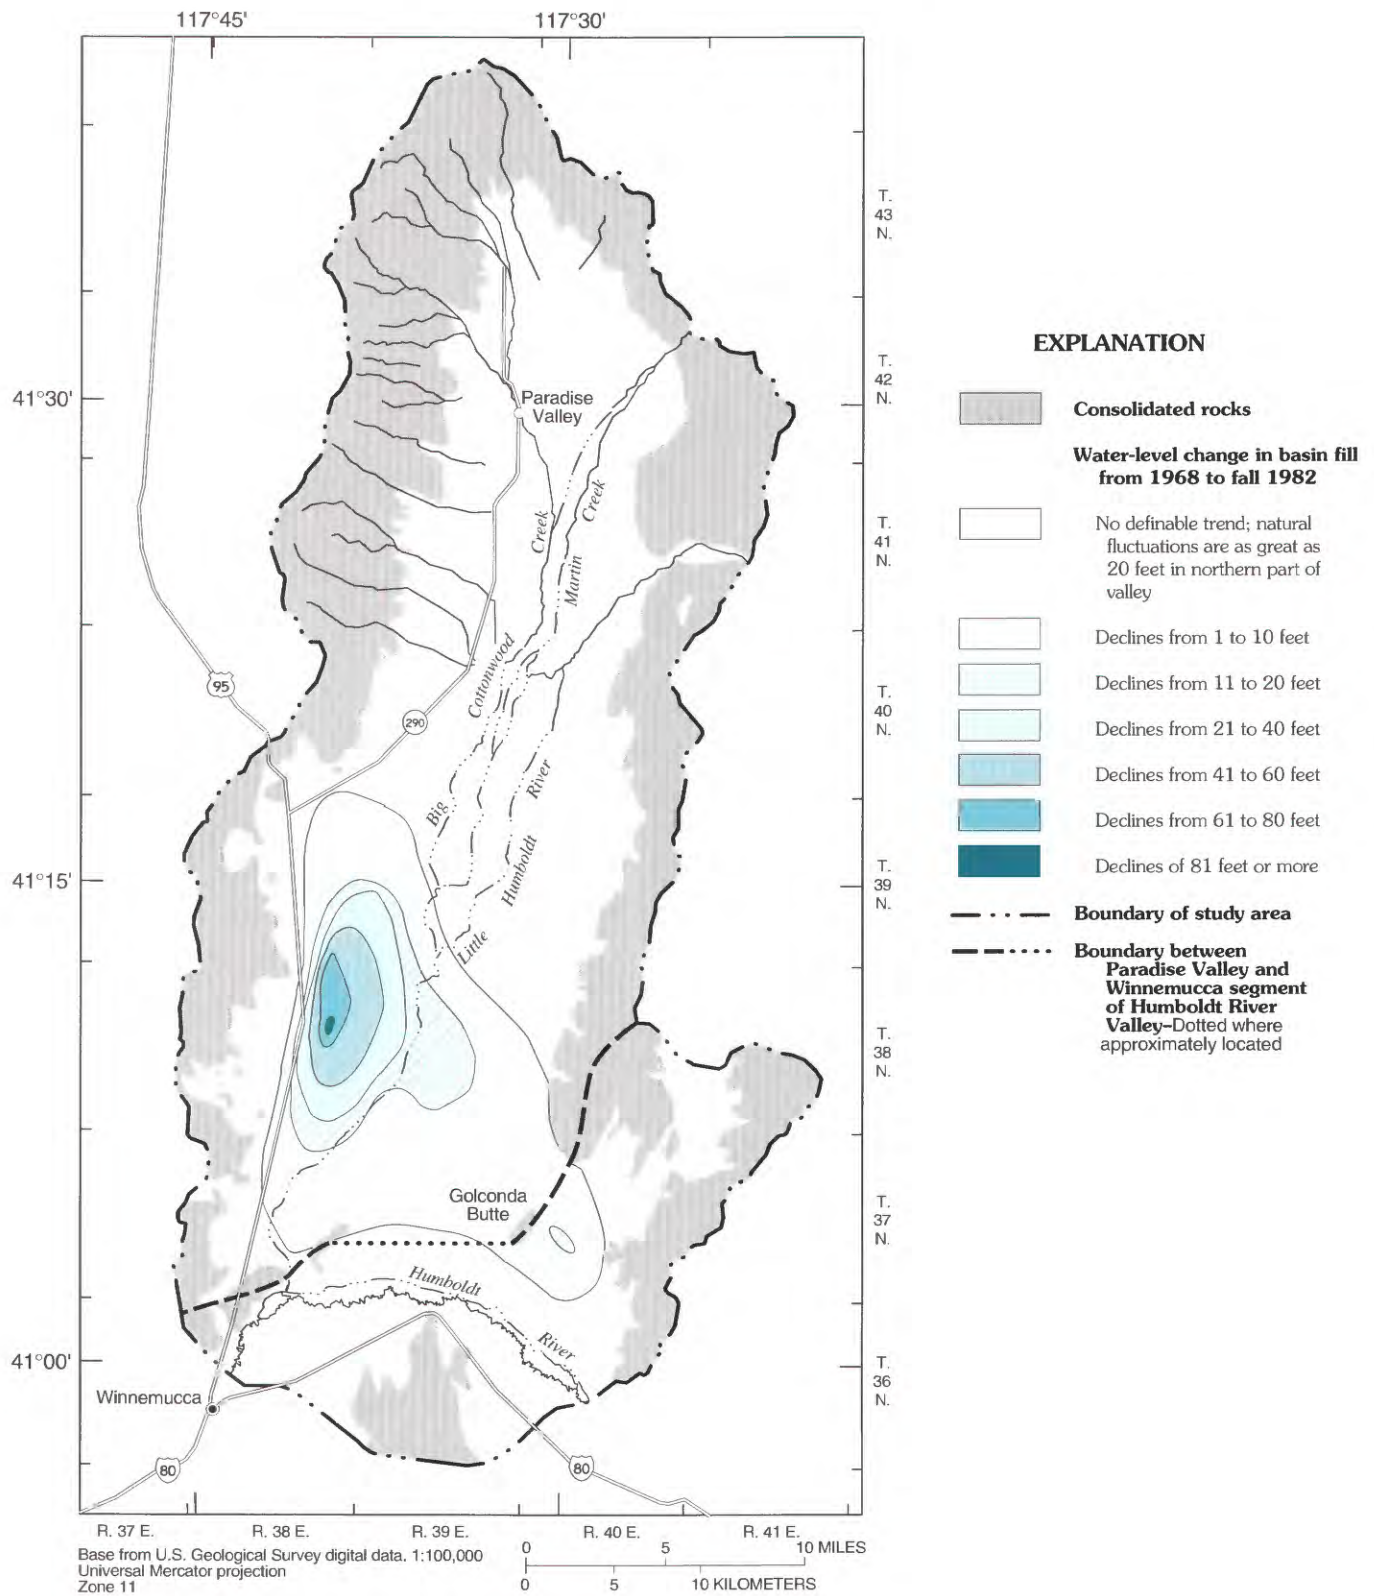 117°45'
117°30'
T.
43
N.
T.
42
N.
41°30'
Paradise
Valley
Creek
Creek
Martin
T.
41
N.
Cottonwood
95
290
T.
40
N.
Big
River
Humboldt
Little
41°15'
T.
39
N.
T.
38
N.
Golconda
Butte
T.
37
N.
Humboldt
River
41°00'
T.
36
N.
Winnemucca
80
80
R. 37 E.
R. 38 E.
R. 39 E.
R. 40 E.
R. 41 E.
Base from U.S. Geological Survey digital data. 1:100,000
Universal Mercator projection
Zone 11
0
5
10 MILES
0
5
10 KILOMETERS
EXPLANATION
Consolidated rocks
Water-level change in basin fill
from 1968 to fall 1982
No definable trend; natural
fluctuations are as great as
20 feet in northern part of
valley
Declines from 1 to 10 feet
Declines from 11 to 20 feet
Declines from 21 to 40 feet
Declines from 41 to 60 feet
Declines from 61 to 80 feet
Declines of 81 feet or more
Boundary of study area
Boundary between
Paradise Valley and
Winnemucca segment
of Humboldt River
Valley–Dotted where
approximately located